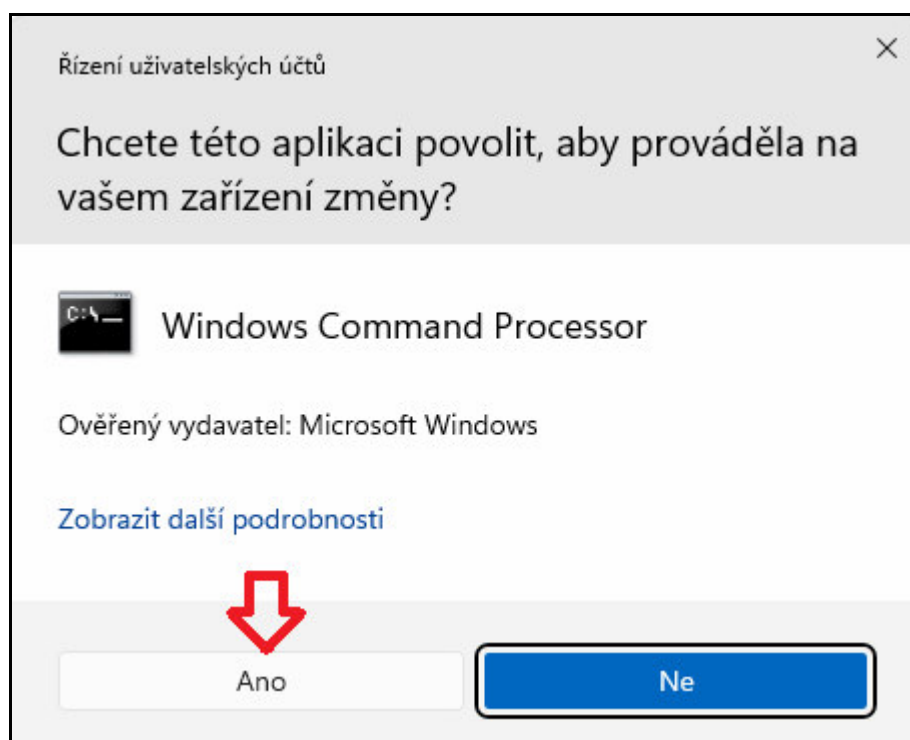 Řízení uživatelských účtů
Chcete této aplikaci povolit, aby prováděla na
vašem zařízení změny?
C:\_
Windows Command Processor
Ověřený vydavatel: Microsoft Windows
Zobrazit další podrobnosti
Ano
Ne